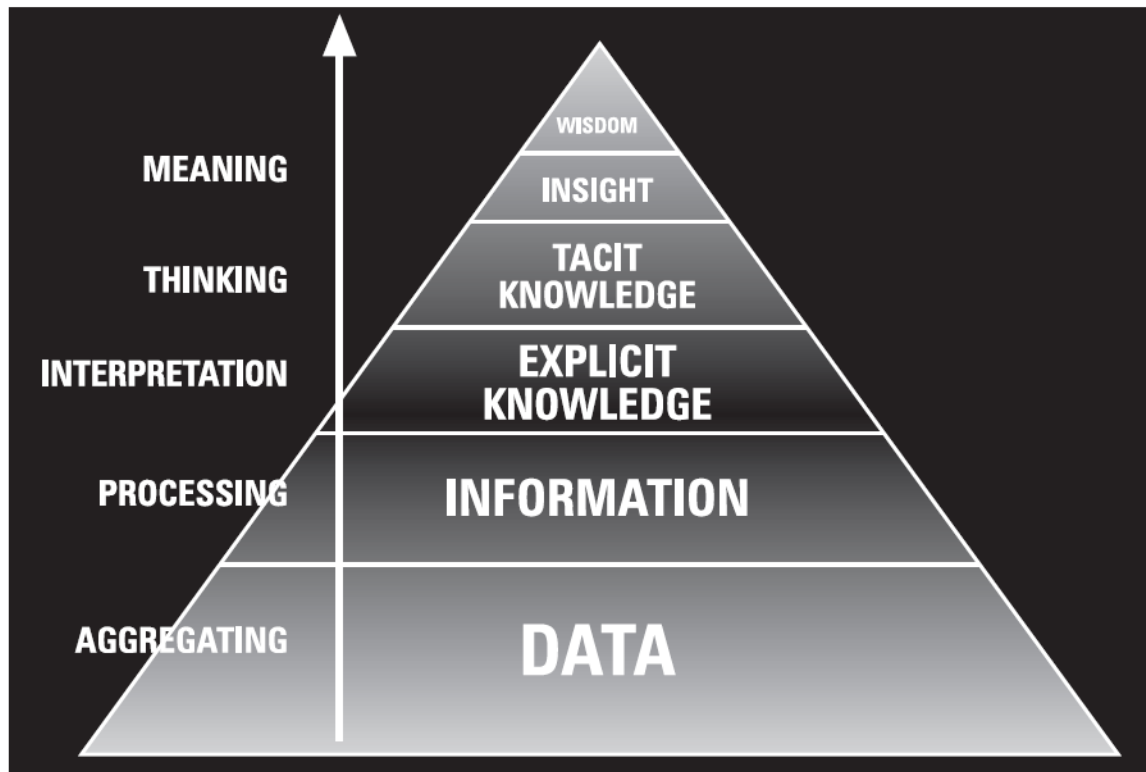 WISDOM
MEANING
INSIGHT
TACIT
KNOWLEDGE
THINKING
EXPLICIT
KNOWLEDGE
INTERPRETATION
PROCESSING
INFORMATION
AGGREGATING
DATA